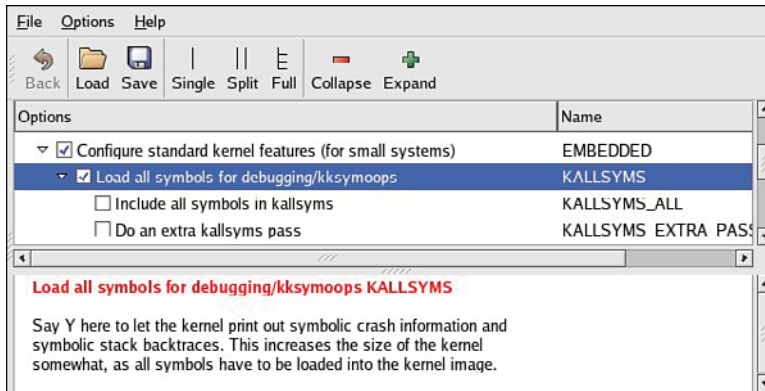 File Options Help
Back Load Save Single Split Full Collapse Expand
Options Name
Configure standard kernel features (for small systems) EMBEDDED
Load all symbols for debugging/kksymoops KALLSYMS
Include all symbols in kallsyms KALLSYMS_ALL
Do an extra kallsyms pass KALLSYMS EXTRA PASS
Load all symbols for debugging/kksymoops KALLSYMS
Say Y here to let the kernel print out symbolic crash information and
symbolic stack backtraces. This increases the size of the kernel
somewhat, as all symbols have to be loaded into the kernel image.